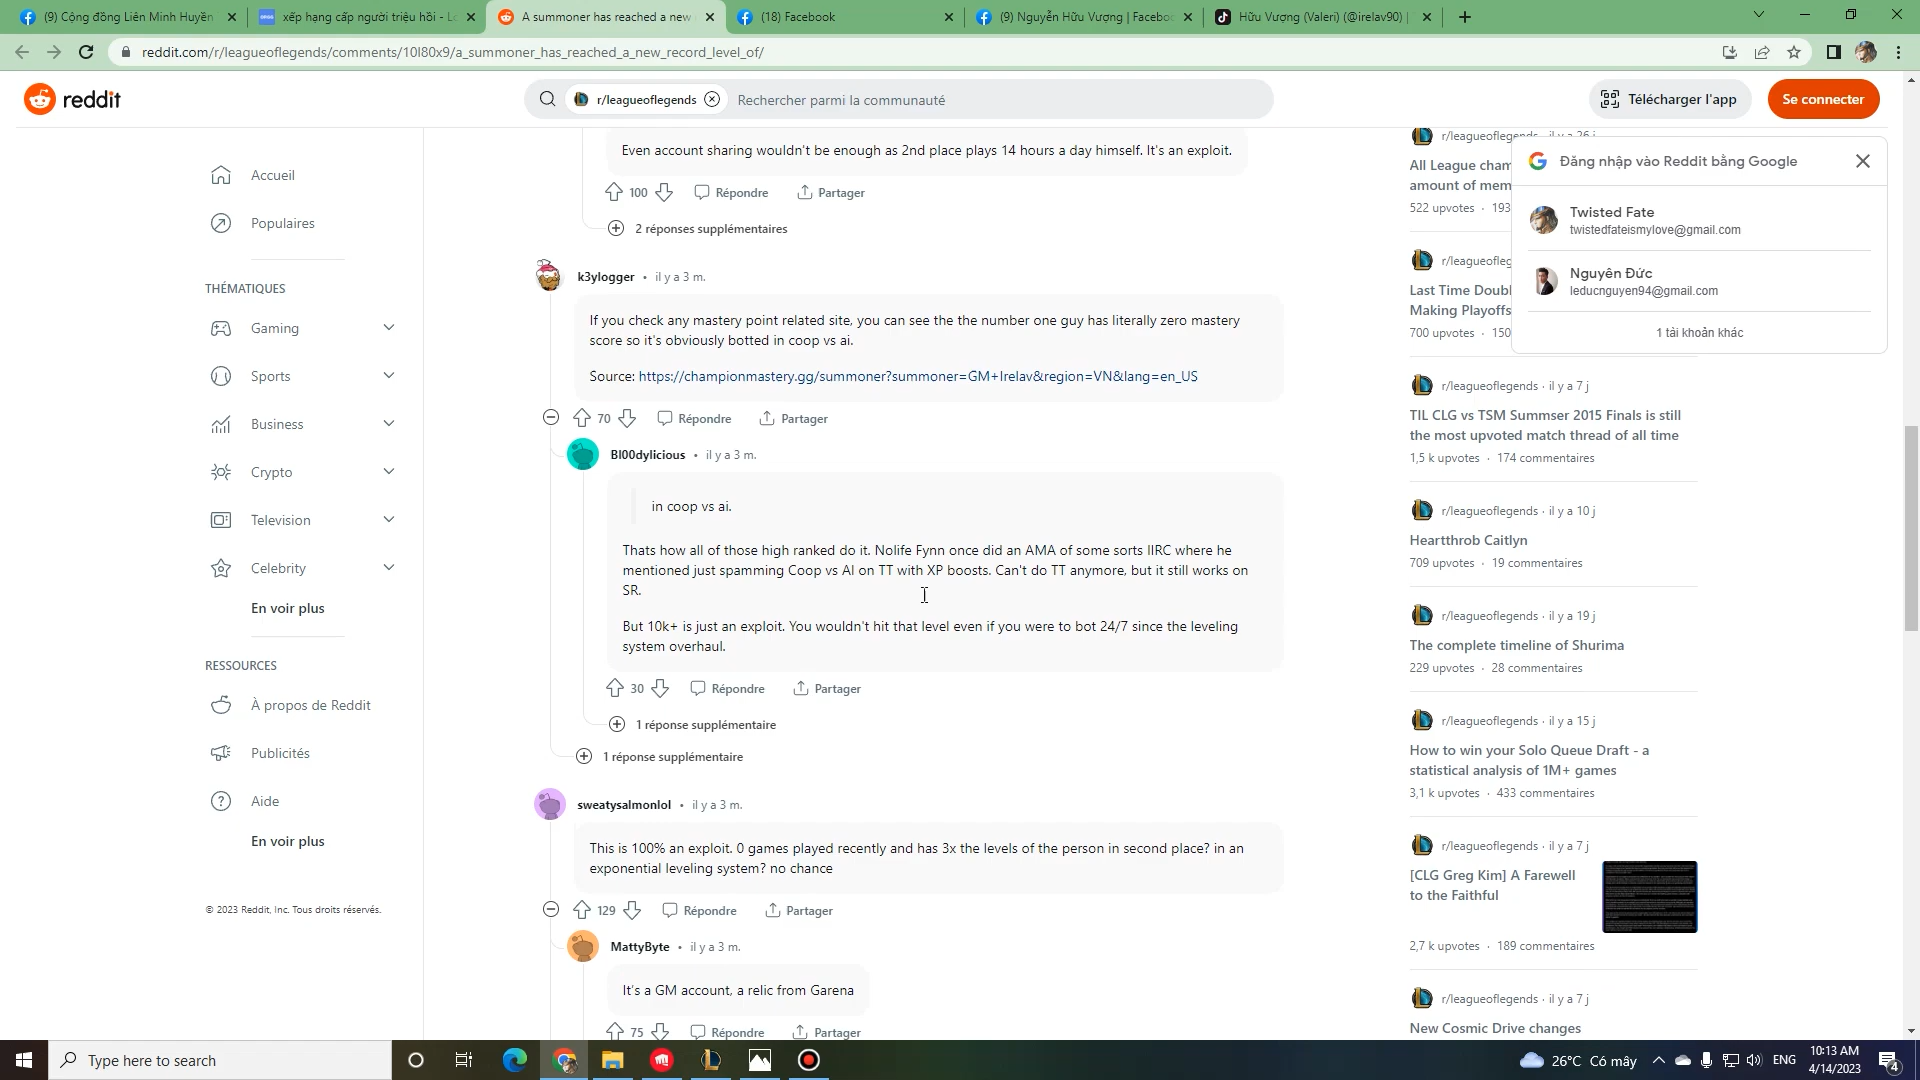 (9) Cộng đồng Liên Minh Huyền
xếp hạng cấp người triệu hồi - Lo
A summoner has reached a new
(18) Facebook
(9) Nguyễn Hữu Vượng | Faceboo
Hữu Vượng (Valeri) (@irelav90) |
reddit.com/r/leagueoflegends/comments/10l80x9/a_summoner_has_reached_a_new_record_level_of/
reddit
r/leagueoflegends
Rechercher parmi la communauté
Télécharger l'app
Se connecter
Accueil
Populaires
THÉMATIQUES
Gaming
Sports
Business
Crypto
Television
Celebrity
En voir plus
RESSOURCES
À propos de Reddit
Publicités
Aide
En voir plus
© 2023 Reddit, Inc. Tous droits réservés.
Even account sharing wouldn't be enough as 2nd place plays 14 hours a day himself. It's an exploit.
100 Répondre Partager
2 réponses supplémentaires
k3ylogger • il y a 3 m.
If you check any mastery point related site, you can see the the number one guy has literally zero mastery
score so it's obviously botted in coop vs ai.
Source: https://championmastery.gg/summoner?summoner=GM+Irelav&region=VN&lang=en_US
70 Répondre Partager
Bl00dylicious • il y a 3 m.
in coop vs ai.
Thats how all of those high ranked do it. Nolife Fynn once did an AMA of some sorts IIRC where he
mentioned just spamming Coop vs AI on TT with XP boosts. Can't do TT anymore, but it still works on
SR.
But 10k+ is just an exploit. You wouldn't hit that level even if you were to bot 24/7 since the leveling
system overhaul.
30 Répondre Partager
1 réponse supplémentaire
1 réponse supplémentaire
sweatysalmonlol • il y a 3 m.
This is 100% an exploit. 0 games played recently and has 3x the levels of the person in second place? in an
exponential leveling system? no chance
129 Répondre Partager
MattyByte • il y a 3 m.
It's a GM account, a relic from Garena
75 Répondre Partager
r/leagueoflegends · il y a 26 j
All League cham
amount of mem
522 upvotes · 193
r/leagueofleg
Last Time Doubl
Making Playoffs
700 upvotes · 150
Đăng nhập vào Reddit bằng Google
Twisted Fate
twistedfateismylove@gmail.com
Nguyên Đức
leducnguyen94@gmail.com
1 tài khoản khác
r/leagueoflegends · il y a 7 j
TIL CLG vs TSM Summser 2015 Finals is still
the most upvoted match thread of all time
1,5 k upvotes · 174 commentaires
r/leagueoflegends · il y a 10 j
Heartthrob Caitlyn
709 upvotes · 19 commentaires
r/leagueoflegends · il y a 19 j
The complete timeline of Shurima
229 upvotes · 28 commentaires
r/leagueoflegends · il y a 15 j
How to win your Solo Queue Draft - a
statistical analysis of 1M+ games
3,1 k upvotes · 433 commentaires
r/leagueoflegends · il y a 7 j
[CLG Greg Kim] A Farewell
to the Faithful
2,7 k upvotes · 189 commentaires
r/leagueoflegends · il y a 7 j
New Cosmic Drive changes
Type here to search
26°C Có mây
ENG
10:13 AM
4/14/2023
4